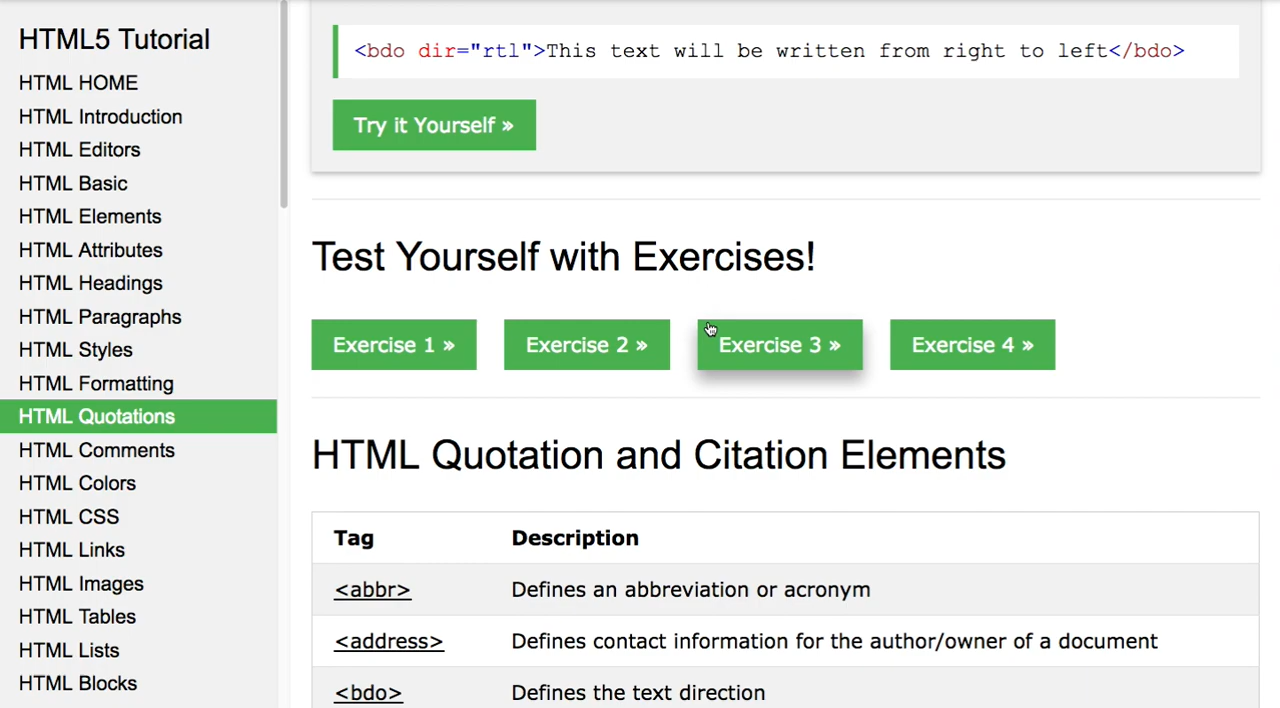 HTML5 Tutorial
HTML HOME
HTML Introduction
HTML Editors
HTML Basic
HTML Elements
HTML Attributes
HTML Headings
HTML Paragraphs
HTML Styles
HTML Formatting
HTML Quotations
HTML Comments
HTML Colors
HTML CSS
HTML Links
HTML Images
HTML Tables
HTML Lists
HTML Blocks
<bdo dir="rtl">This text will be written from right to left</bdo>
Try it Yourself »
Test Yourself with Exercises!
Exercise 1 » Exercise 2 » Exercise 3 » Exercise 4 »
HTML Quotation and Citation Elements
Tag Description
<abbr> Defines an abbreviation or acronym
<address> Defines contact information for the author/owner of a document
<bdo> Defines the text direction